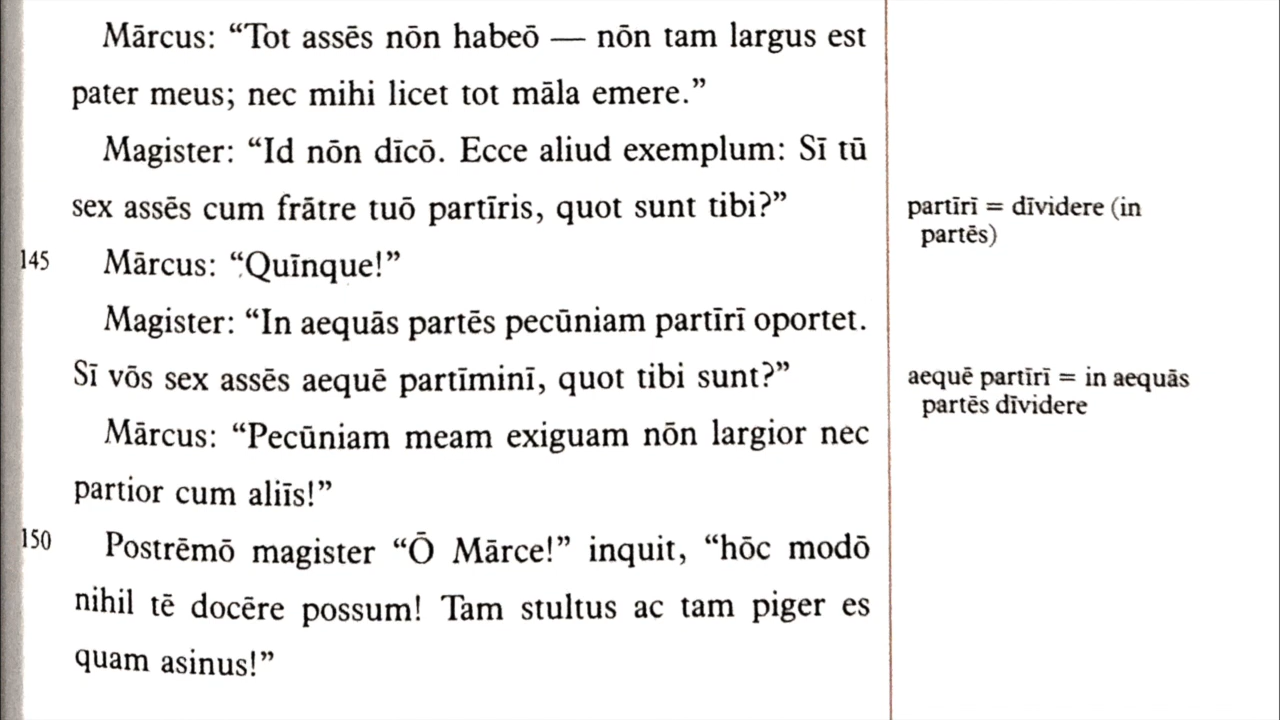 Mārcus: “Tot assēs nōn habeō — nōn tam largus est
pater meus; nec mihi licet tot māla emere.”
Magister: “Id nōn dīcō. Ecce aliud exemplum: Sī tū
sex assēs cum frātre tuō partīris, quot sunt tibi?”
partīrī = dīvidere (in
partēs)
145 Mārcus: “Quīnque!”
Magister: “In aequās partēs pecūniam partīrī oportet.
Sī vōs sex assēs aequē partīminī, quot tibi sunt?”
aequē partīrī = in aequās
partēs dīvidere
Mārcus: “Pecūniam meam exiguam nōn largior nec
partior cum aliīs!”
150 Postrēmō magister “Ō Mārce!” inquit, “hōc modō
nihil tē docēre possum! Tam stultus ac tam piger es
quam asinus!”